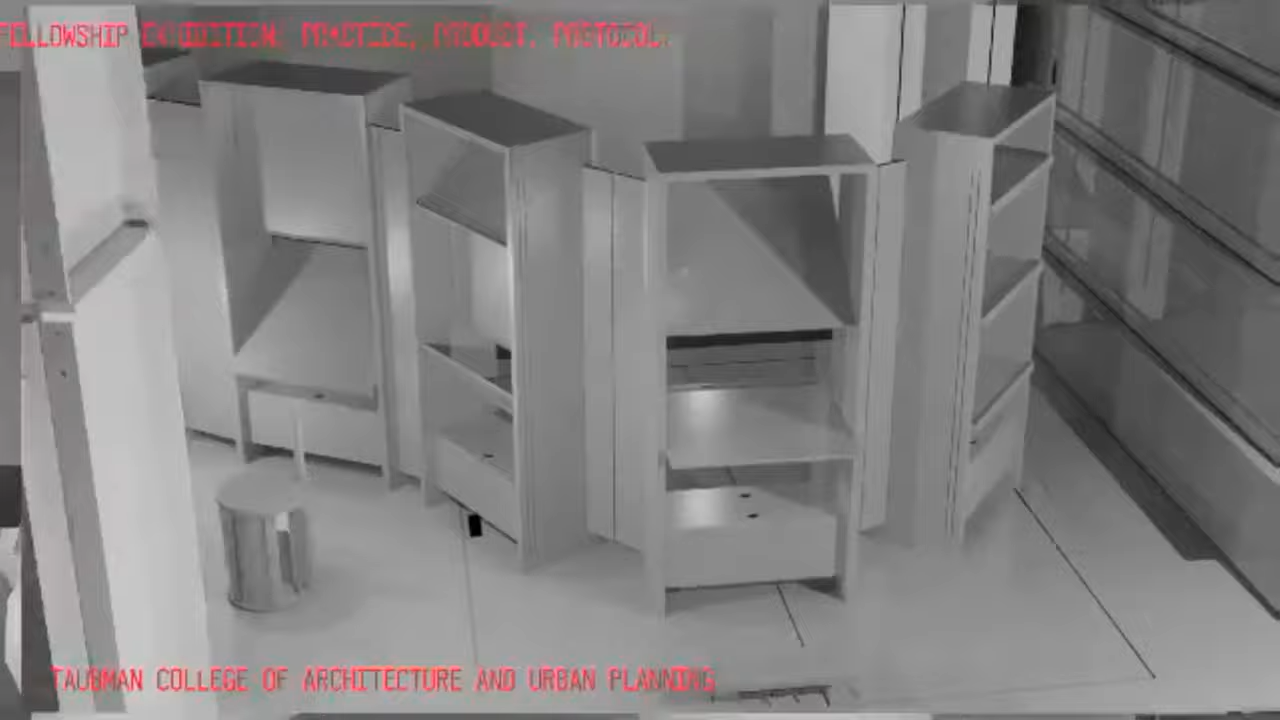 FELLOWSHIP EXHIBITION: PRACTICE, PRODUCT, PROTOCOL.
TAUBMAN COLLEGE OF ARCHITECTURE AND URBAN PLANNING